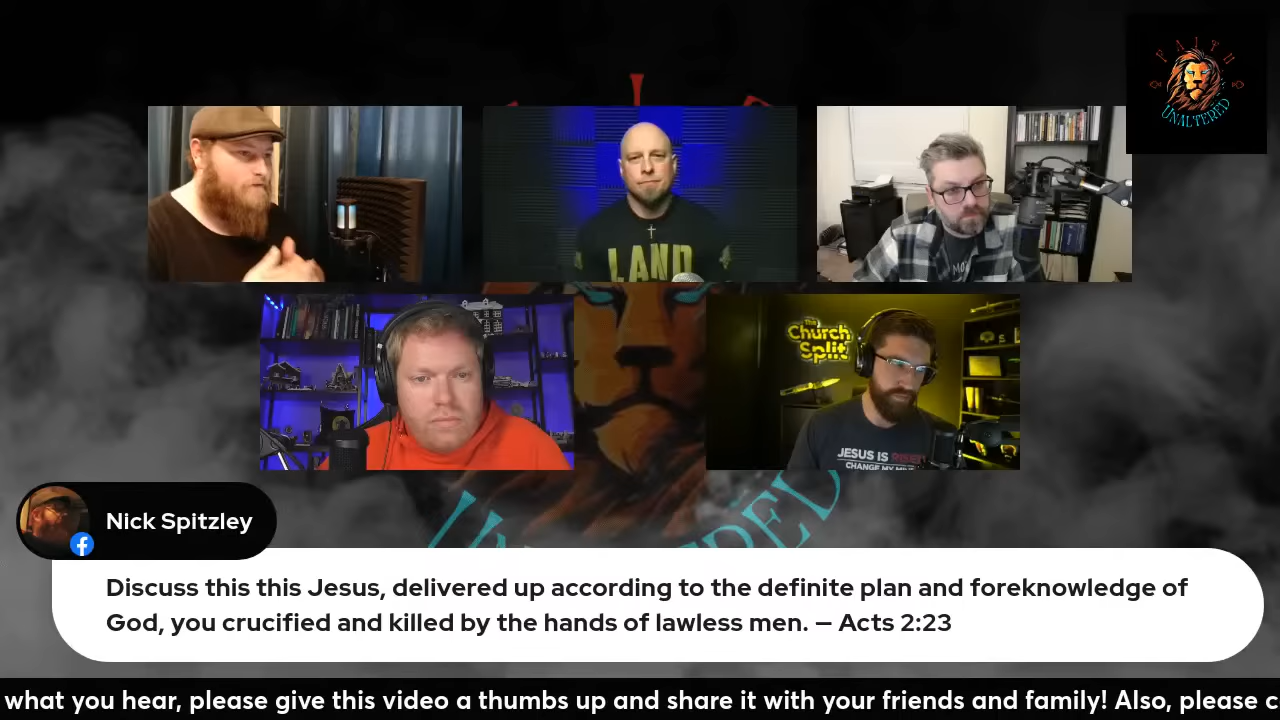 FAITH
UNALTERED
LAND
The
Church
Split
JESUS IS RISEN
CHANGE MY MIND
Nick Spitzley
Discuss this this Jesus, delivered up according to the definite plan and foreknowledge of
God, you crucified and killed by the hands of lawless men. — Acts 2:23
what you hear, please give this video a thumbs up and share it with your friends and family! Also, please c